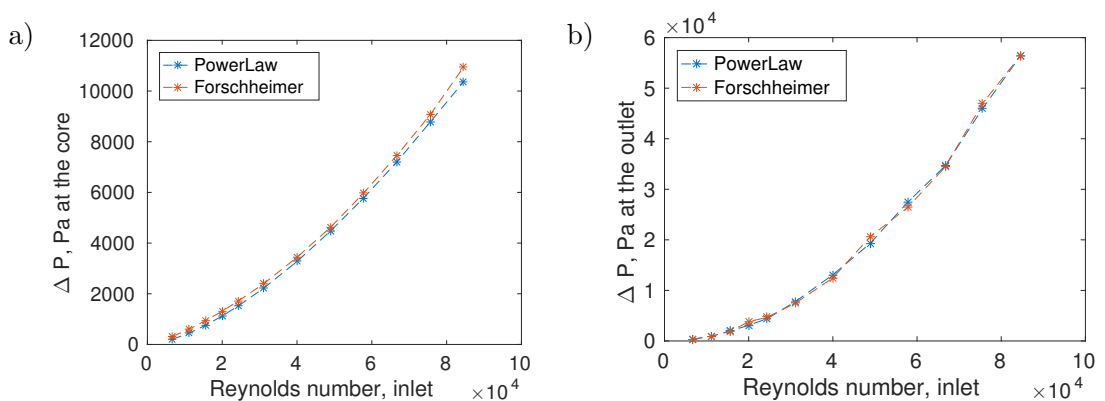 a)
12000
10000
8000
6000
4000
2000
0
Δ P, Pa at the core
PowerLaw
Forschheimer
0 2 4 6 8 10
Reynolds number, inlet ×10^4
b)
×10^4
6
5
4
3
2
1
0
Δ P, Pa at the outlet
PowerLaw
Forschheimer
0 2 4 6 8 10
Reynolds number, inlet ×10^4